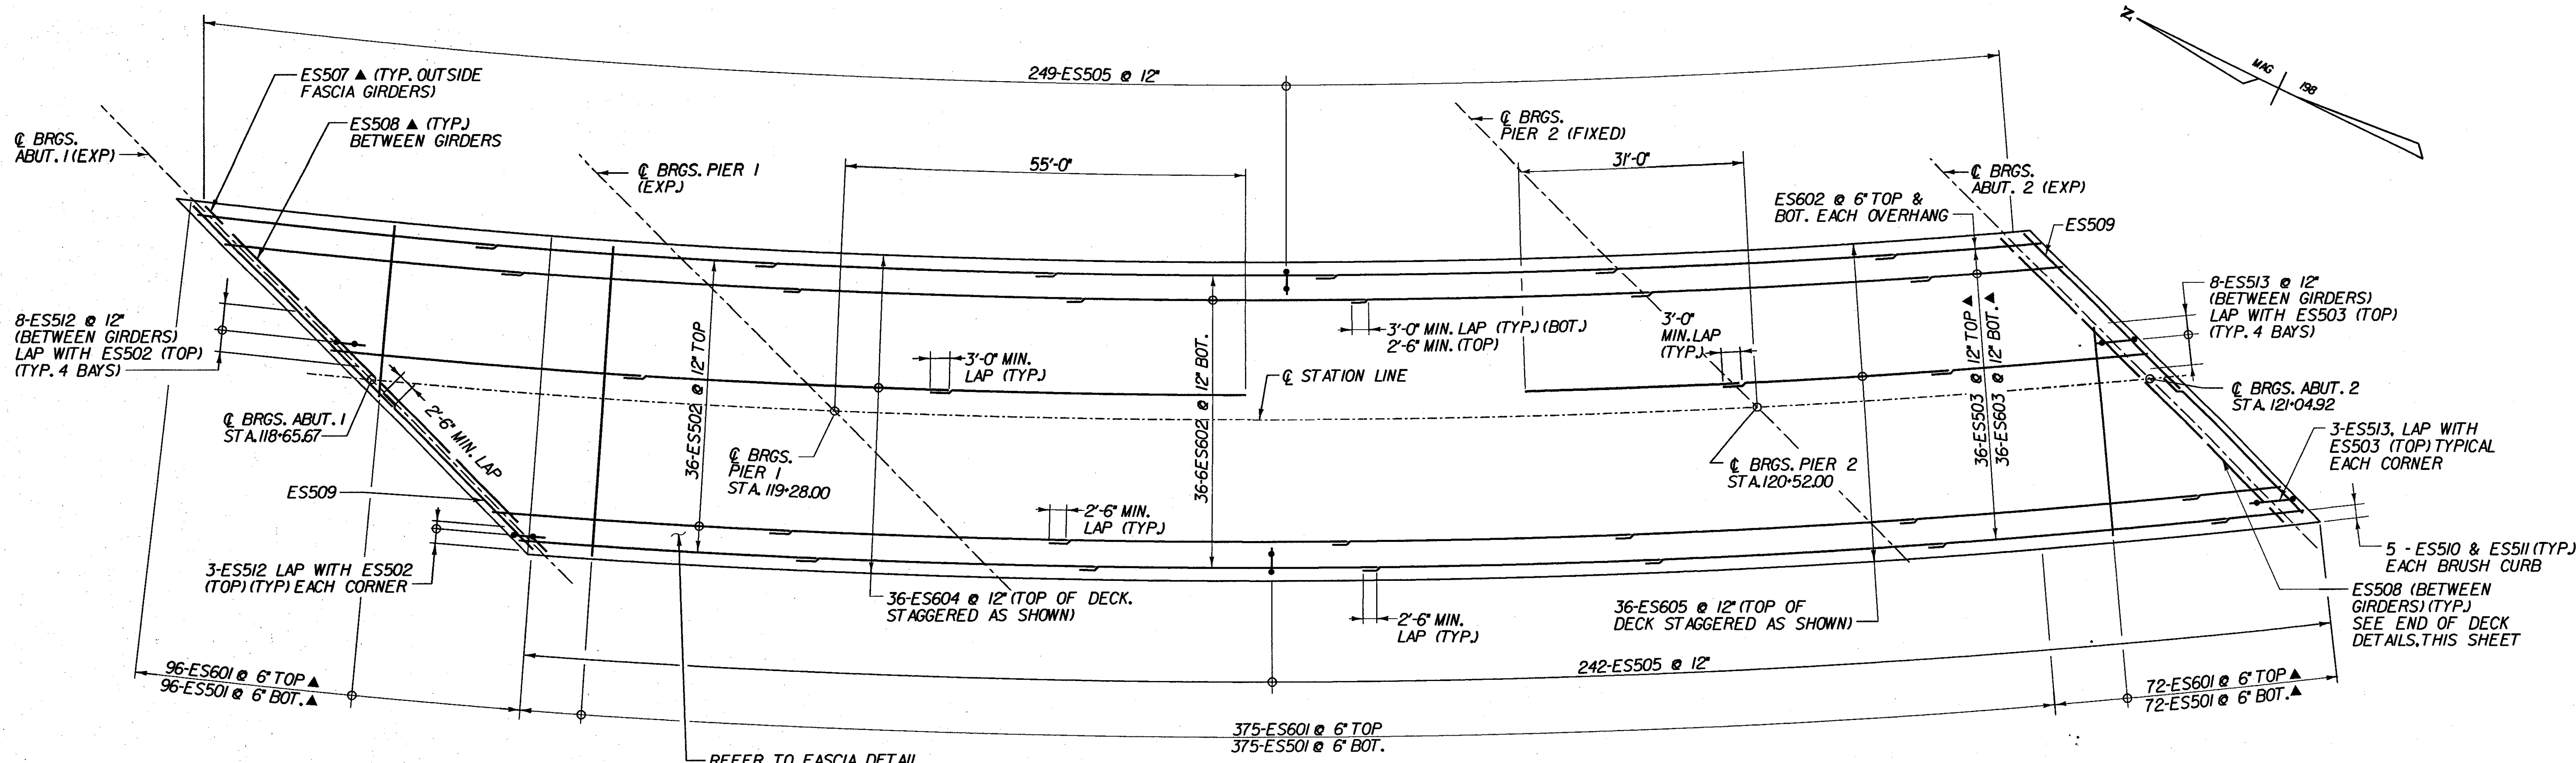 249-ES505 @ 12"
N
MAG
198
ES507 ▲ (TYP. OUTSIDE
FASCIA GIRDERS)
ES508 ▲ (TYP.)
BETWEEN GIRDERS
℄ BRGS.
ABUT. 1 (EXP)
℄ BRGS. PIER 1
(EXP.)
55'-0"
℄ BRGS.
PIER 2 (FIXED)
31'-0"
℄ BRGS.
ABUT. 2 (EXP)
ES602 @ 6" TOP &
BOT. EACH OVERHANG
ES509
8-ES512 @ 12"
(BETWEEN GIRDERS)
LAP WITH ES502 (TOP)
(TYP. 4 BAYS)
36-ES502 @ 12" TOP
36-6ES602 @ 12" BOT.
3'-0" MIN.
LAP (TYP.)
3'-0" MIN. LAP (TYP.) (BOT.)
2'-6" MIN. (TOP)
3'-0"
MIN. LAP
(TYP.)
℄ STATION LINE
36-ES503 @ 12" TOP ▲
36-ES603 @ 12" BOT. ▲
8-ES513 @ 12"
(BETWEEN GIRDERS)
LAP WITH ES503 (TOP)
(TYP. 4 BAYS)
℄ BRGS. ABUT. 1
STA. 118+65.67
2'-6" MIN. LAP
℄ BRGS.
PIER 1
STA. 119+28.00
℄ BRGS. PIER 2
STA. 120+52.00
℄ BRGS. ABUT. 2
STA. 121+04.92
3-ES513, LAP WITH
ES503 (TOP) TYPICAL
EACH CORNER
ES509
2'-6" MIN.
LAP (TYP.)
3-ES512 LAP WITH ES502
(TOP) (TYP) EACH CORNER
36-ES604 @ 12" (TOP OF DECK.
STAGGERED AS SHOWN)
2'-6" MIN.
LAP (TYP.)
36-ES605 @ 12" (TOP OF
DECK STAGGERED AS SHOWN)
5 - ES510 & ES511 (TYP.)
EACH BRUSH CURB
ES508 (BETWEEN
GIRDERS) (TYP.)
SEE END OF DECK
DETAILS, THIS SHEET
242-ES505 @ 12"
96-ES601 @ 6" TOP ▲
96-ES501 @ 6" BOT. ▲
72-ES601 @ 6" TOP ▲
72-ES501 @ 6" BOT. ▲
375-ES601 @ 6" TOP
375-ES501 @ 6" BOT.
REFER TO FASCIA DETAIL